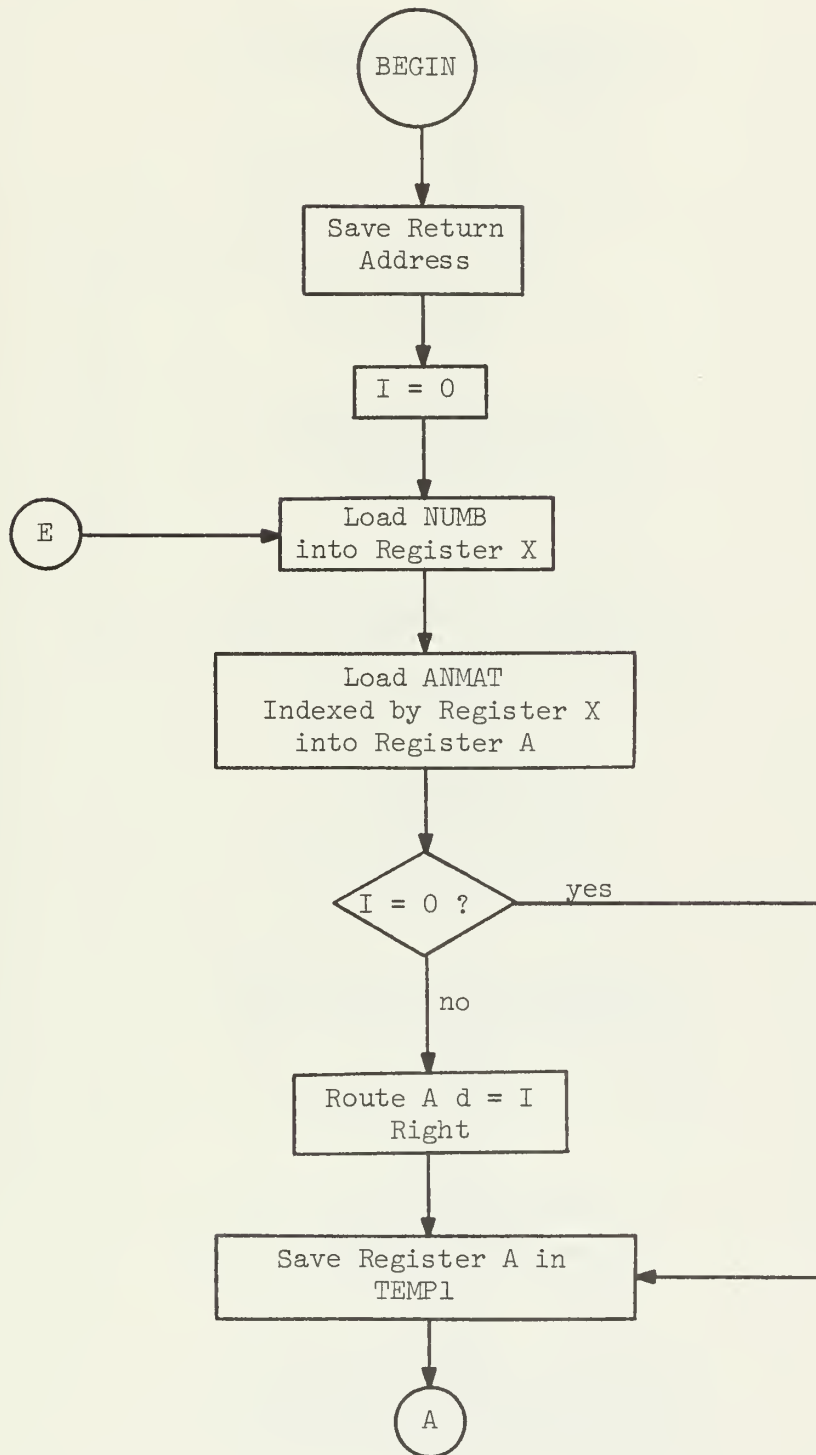 BEGIN
Save Return
Address
I = 0
E
Load NUMB
into Register X
Load ANMAT
Indexed by Register X
into Register A
I = 0 ?
yes
no
Route A d = I
Right
Save Register A in
TEMP1
A